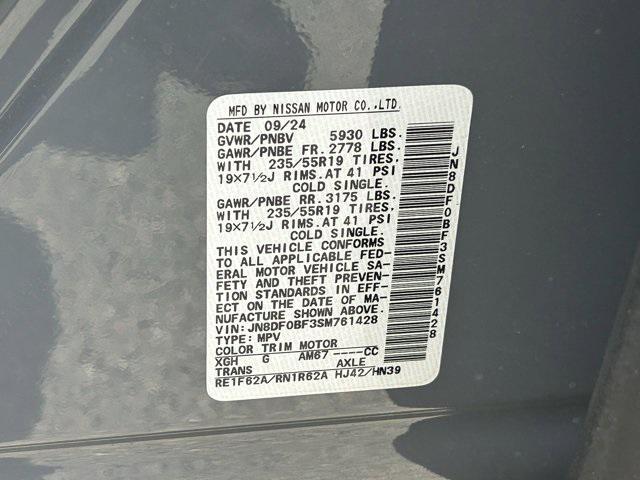 MFD BY NISSAN MOTOR CO.,LTD.
DATE 09/24
GVWR/PNBV 5930 LBS.
GAWR/PNBE FR. 2778 LBS.
WITH 235/55R19 TIRES.
19X7½J RIMS.AT 41 PSI
COLD SINGLE.
GAWR/PNBE RR. 3175 LBS.
WITH 235/55R19 TIRES.
19X7½J RIMS.AT 41 PSI
COLD SINGLE.
THIS VEHICLE CONFORMS
TO ALL APPLICABLE FED-
ERAL MOTOR VEHICLE SA-
FETY AND THEFT PREVEN-
TION STANDARDS IN EFF-
ECT ON THE DATE OF MA-
NUFACTURE SHOWN ABOVE.
VIN: JN8DF0BF3SM761428
TYPE: MPV
COLOR TRIM MOTOR
XGH G AM67 ----CC
TRANS AXLE
RE1F62A/RN1R62A HJ42/HN39
JN8DF0BF3SM761428